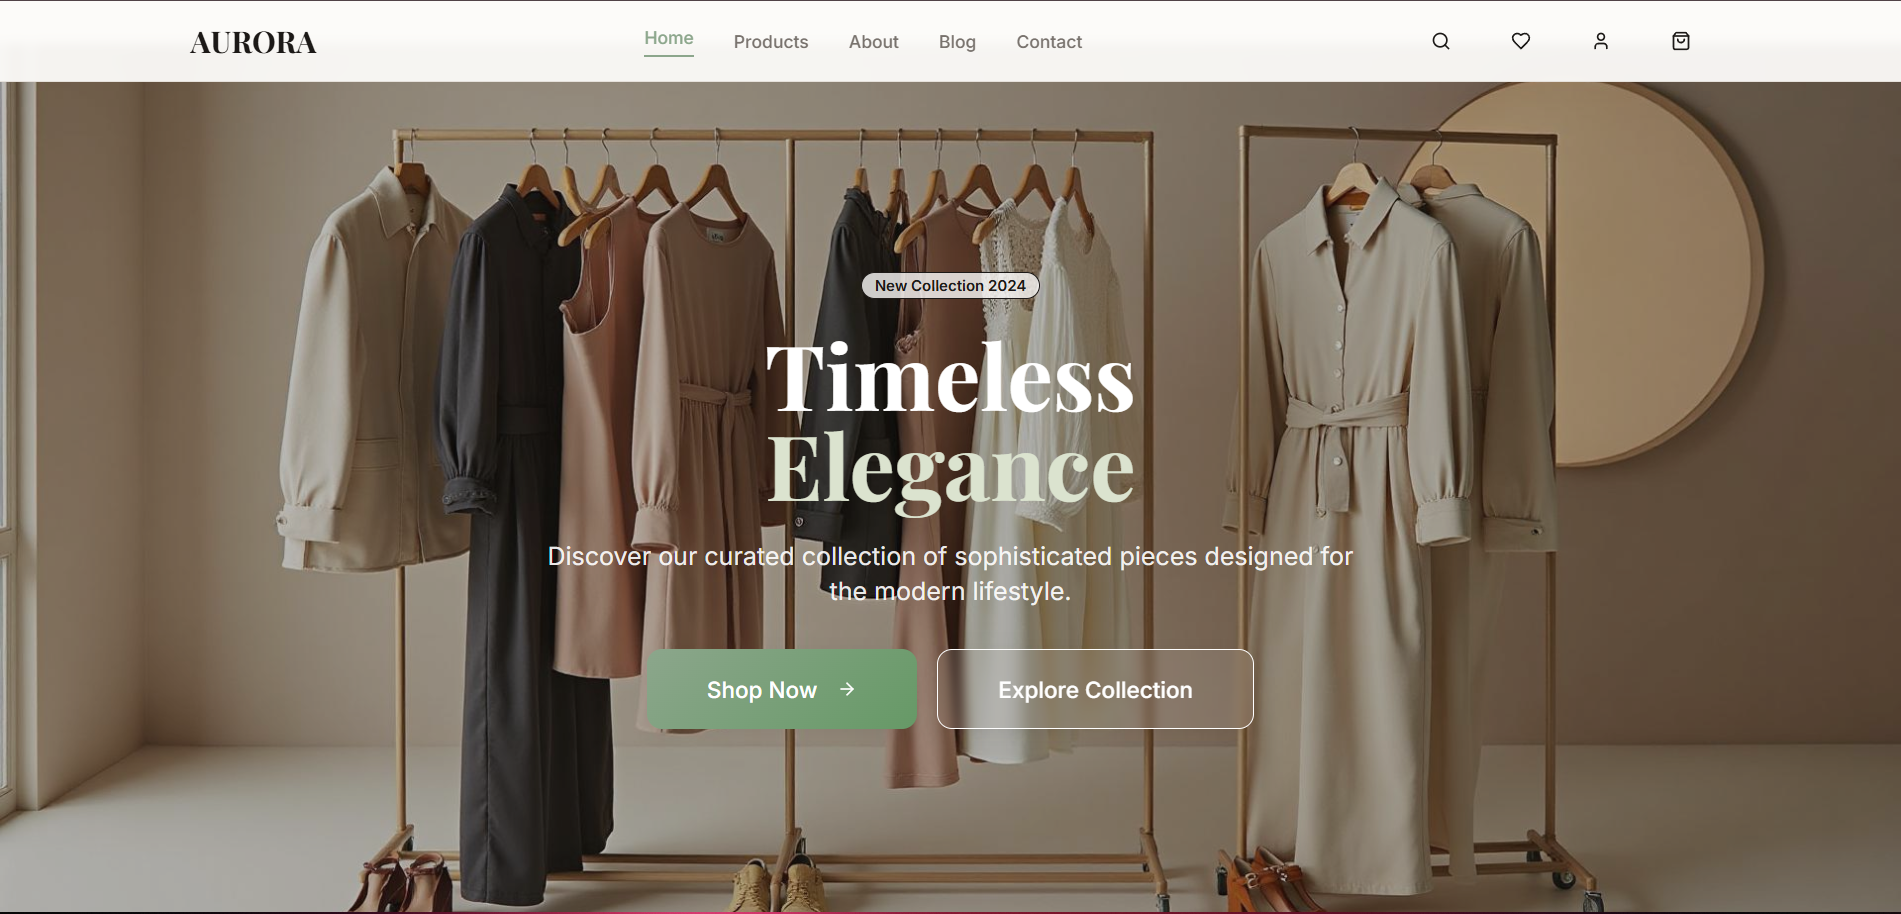 AURORA
Home Products About Blog Contact
New Collection 2024
Timeless
Elegance
Discover our curated collection of sophisticated pieces designed for
the modern lifestyle.
Shop Now
Explore Collection